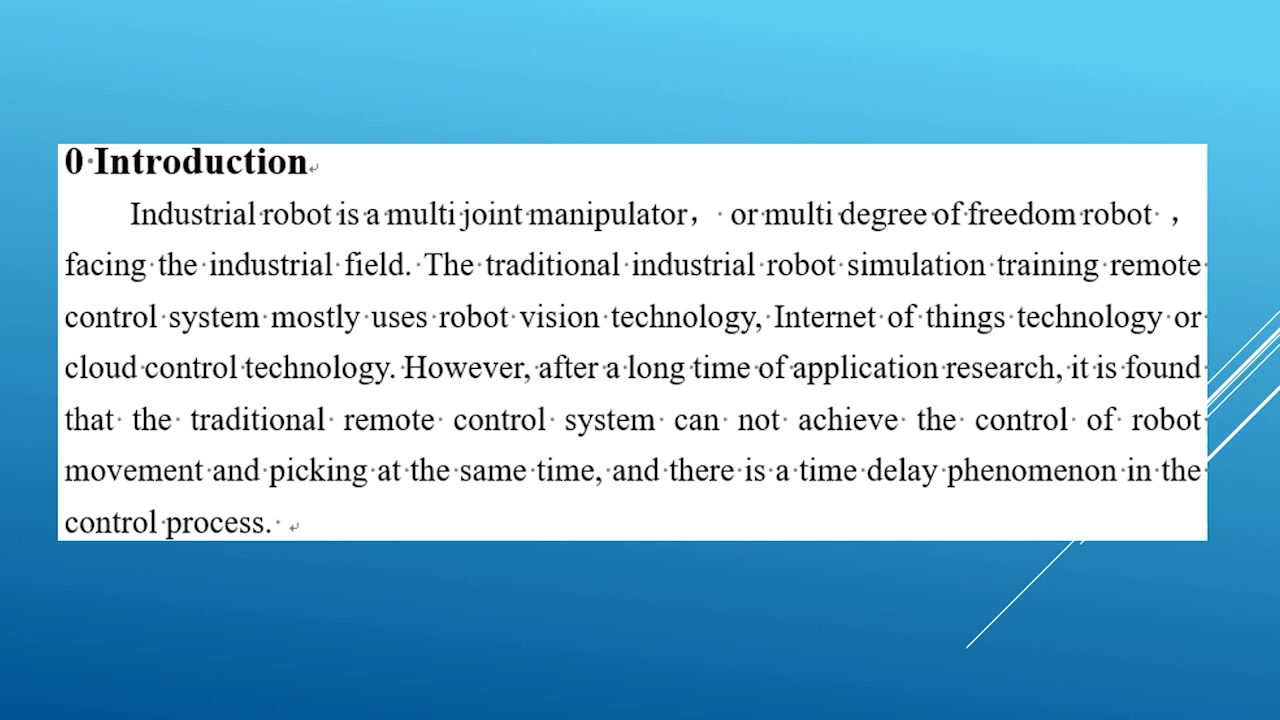 0 Introduction
Industrial robot is a multi joint manipulator， or multi degree of freedom robot ，
facing the industrial field. The traditional industrial robot simulation training remote
control system mostly uses robot vision technology, Internet of things technology or
cloud control technology. However, after a long time of application research, it is found
that the traditional remote control system can not achieve the control of robot
movement and picking at the same time, and there is a time delay phenomenon in the
control process.